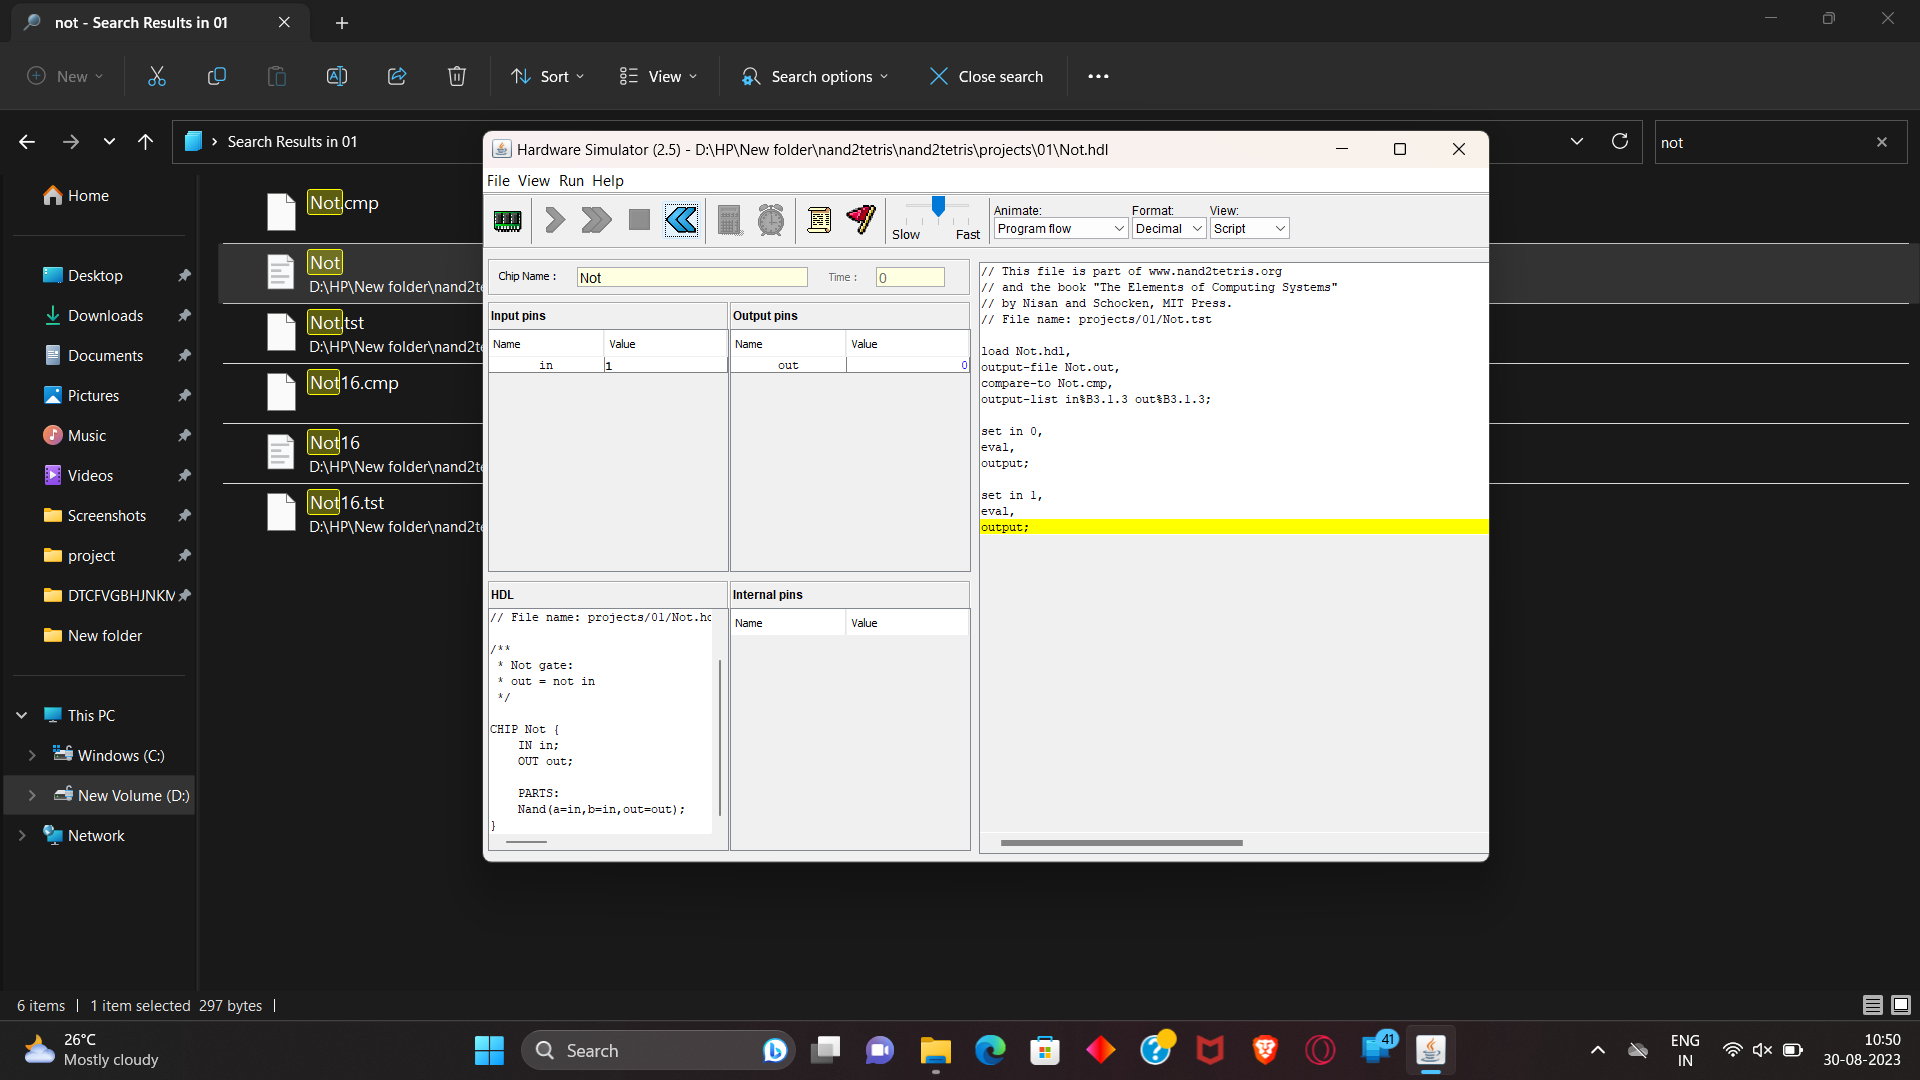 not - Search Results in 01
New
Sort
View
Search options
Close search
Search Results in 01
not
Home
Desktop
Downloads
Documents
Pictures
Music
Videos
Screenshots
project
DTCFVGBHJNKM
New folder
This PC
Windows (C:)
New Volume (D:)
Network
Not.cmp
Not
D:\HP\New folder\nand2te
Not.tst
D:\HP\New folder\nand2te
Not16.cmp
Not16
D:\HP\New folder\nand2te
Not16.tst
D:\HP\New folder\nand2te
Hardware Simulator (2.5) - D:\HP\New folder\nand2tetris\nand2tetris\projects\01\Not.hdl
File View Run Help
Slow Fast
Animate: Format: View:
Program flow Decimal Script
Chip Name : Not Time : 0
Input pins
Name Value
in 1
Output pins
Name Value
out 0
HDL
// File name: projects/01/Not.hd
/**
* Not gate:
* out = not in
*/
CHIP Not {
IN in;
OUT out;
PARTS:
Nand(a=in,b=in,out=out);
}
Internal pins
Name Value
// This file is part of www.nand2tetris.org
// and the book "The Elements of Computing Systems"
// by Nisan and Schocken, MIT Press.
// File name: projects/01/Not.tst
load Not.hdl,
output-file Not.out,
compare-to Not.cmp,
output-list in%B3.1.3 out%B3.1.3;
set in 0,
eval,
output;
set in 1,
eval,
output;
6 items 1 item selected 297 bytes
26°C
Mostly cloudy
Search
41
ENG
IN
10:50
30-08-2023